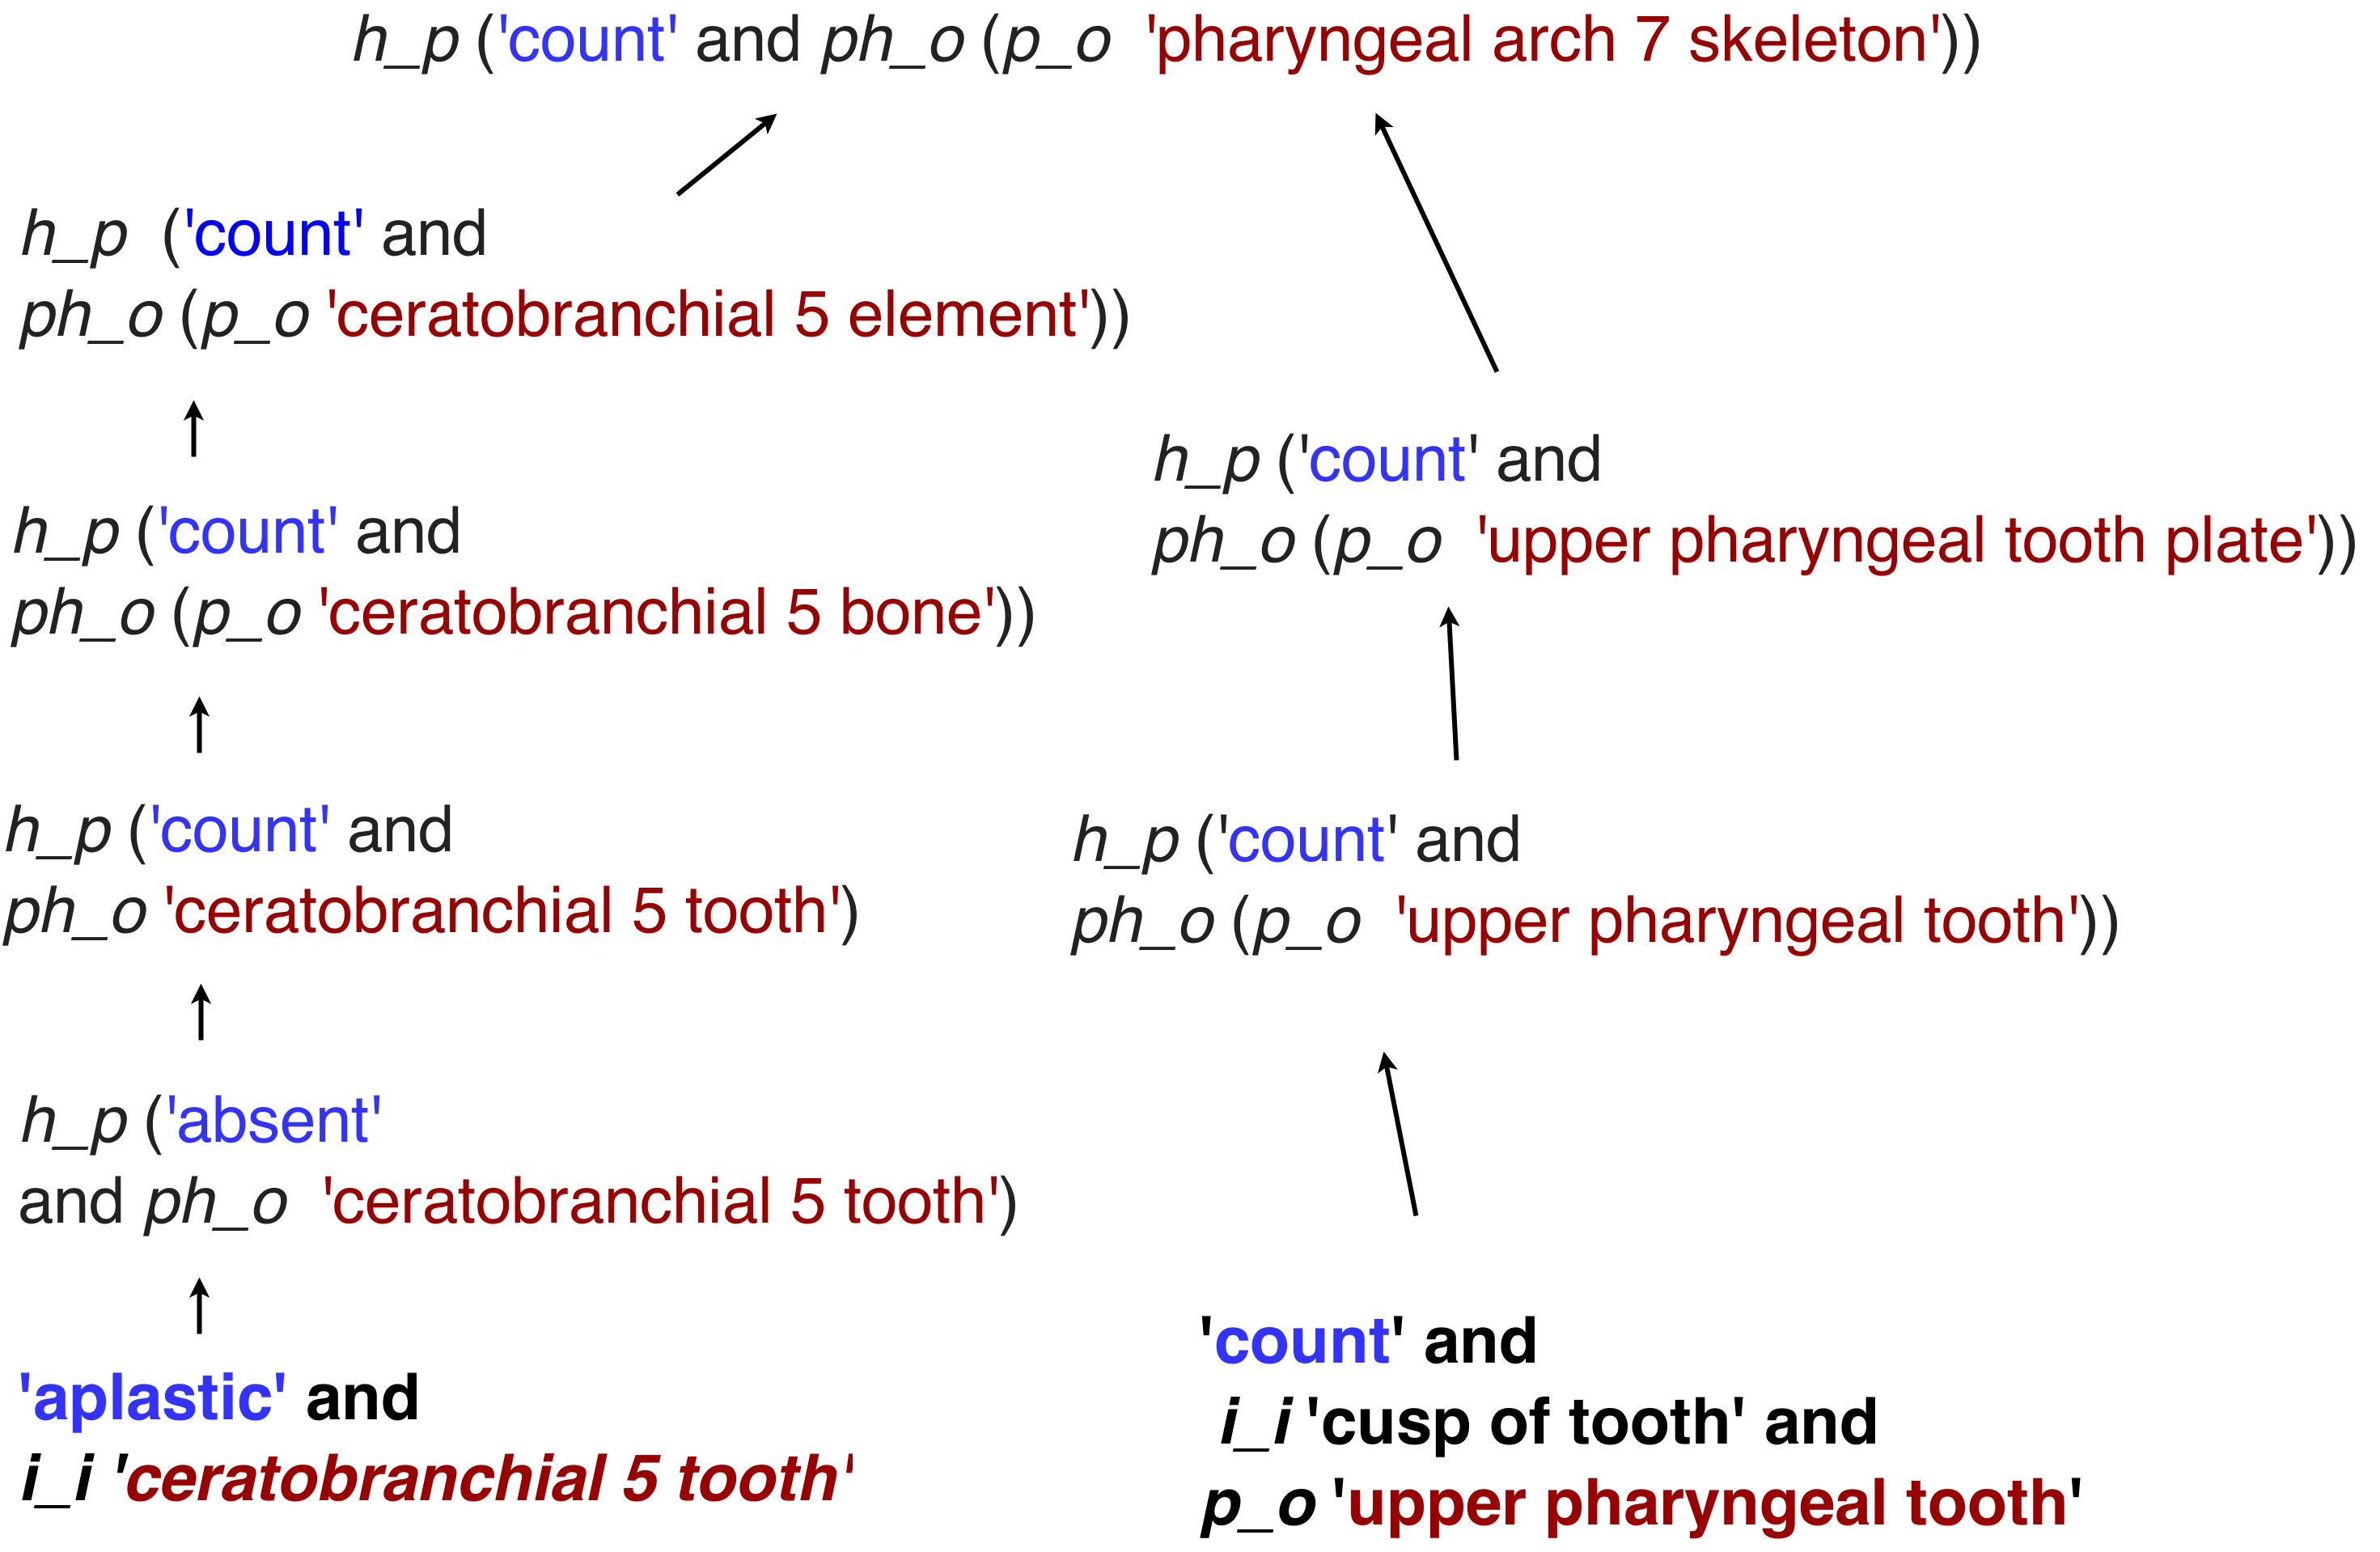 h_p ('count' and ph_o (p_o 'pharyngeal arch 7 skeleton'))
h_p ('count' and
ph_o (p_o 'ceratobranchial 5 element'))
h_p ('count' and
ph_o (p_o 'ceratobranchial 5 bone'))
h_p ('count' and
ph_o 'ceratobranchial 5 tooth')
h_p ('absent'
and ph_o 'ceratobranchial 5 tooth')
'aplastic' and
i_i 'ceratobranchial 5 tooth'
h_p ('count' and
ph_o (p_o 'upper pharyngeal tooth plate'))
h_p ('count' and
ph_o (p_o 'upper pharyngeal tooth'))
'count' and
i_i 'cusp of tooth' and
p_o 'upper pharyngeal tooth'